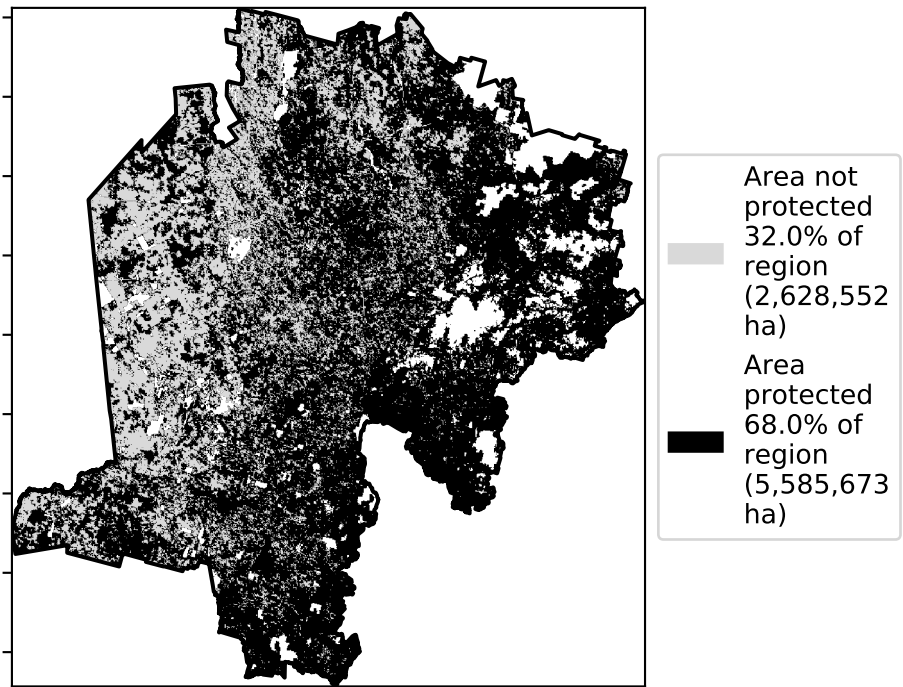 Area not
protected
32.0% of
region
(2,628,552
ha)
Area
protected
68.0% of
region
(5,585,673
ha)